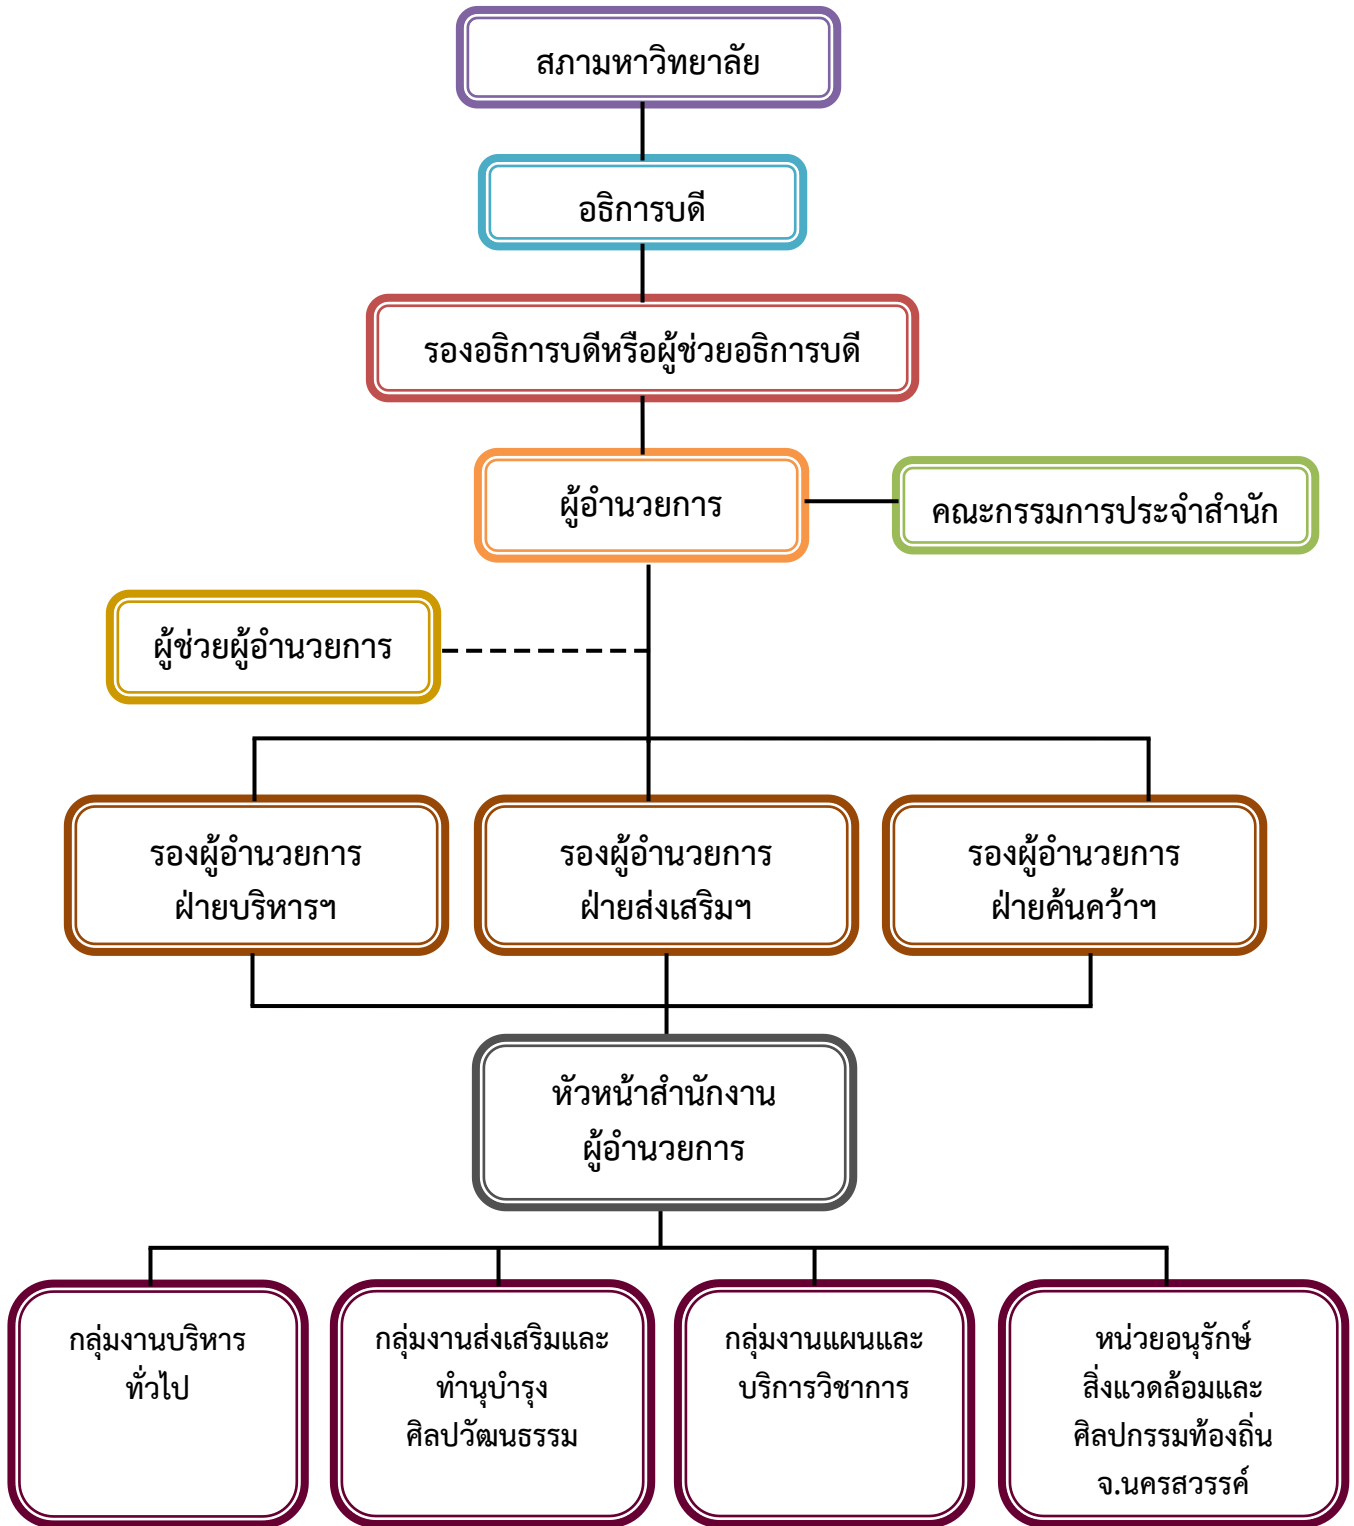 สภามหาวิทยาลัย
อธิการบดี
รองอธิการบดีหรือผู้ช่วยอธิการบดี
ผู้อำนวยการ
คณะกรรมการประจำสำนัก
ผู้ช่วยผู้อำนวยการ
รองผู้อำนวยการ
ฝ่ายบริหารฯ
รองผู้อำนวยการ
ฝ่ายส่งเสริมฯ
รองผู้อำนวยการ
ฝ่ายค้นคว้าฯ
หัวหน้าสำนักงาน
ผู้อำนวยการ
กลุ่มงานบริหาร
ทั่วไป
กลุ่มงานส่งเสริมและ
ทำนุบำรุง
ศิลปวัฒนธรรม
กลุ่มงานแผนและ
บริการวิชาการ
หน่วยอนุรักษ์
สิ่งแวดล้อมและ
ศิลปกรรมท้องถิ่น
จ.นครสวรรค์